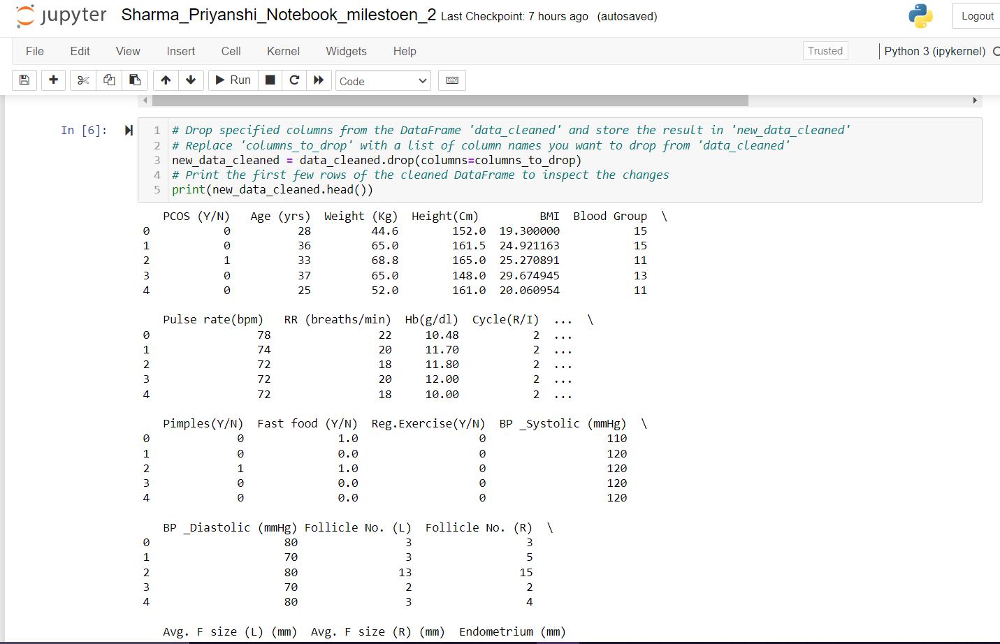 jupyter Sharma_Priyanshi_Notebook_milestoen_2 Last Checkpoint: 7 hours ago (autosaved) Logout
File Edit View Insert Cell Kernel Widgets Help Trusted Python 3 (ipykernel)
Run Code
In [6]:
1 # Drop specified columns from the DataFrame 'data_cleaned' and store the result in 'new_data_cleaned'
2 # Replace 'columns_to_drop' with a list of column names you want to drop from 'data_cleaned'
3 new_data_cleaned = data_cleaned.drop(columns=columns_to_drop)
4 # Print the first few rows of the cleaned DataFrame to inspect the changes
5 print(new_data_cleaned.head())
PCOS (Y/N) Age (yrs) Weight (Kg) Height(Cm) BMI Blood Group \
0 0 28 44.6 152.0 19.300000 15
1 0 36 65.0 161.5 24.921163 15
2 1 33 68.8 165.0 25.270891 11
3 0 37 65.0 148.0 29.674945 13
4 0 25 52.0 161.0 20.060954 11
Pulse rate(bpm) RR (breaths/min) Hb(g/dl) Cycle(R/I) ... \
0 78 22 10.48 2 ...
1 74 20 11.70 2 ...
2 72 18 11.80 2 ...
3 72 20 12.00 2 ...
4 72 18 10.00 2 ...
Pimples(Y/N) Fast food (Y/N) Reg.Exercise(Y/N) BP _Systolic (mmHg) \
0 0 1.0 0 110
1 0 0.0 0 120
2 1 1.0 0 120
3 0 0.0 0 120
4 0 0.0 0 120
BP _Diastolic (mmHg) Follicle No. (L) Follicle No. (R) \
0 80 3 3
1 70 3 5
2 80 13 15
3 70 2 2
4 80 3 4
Avg. F size (L) (mm) Avg. F size (R) (mm) Endometrium (mm)